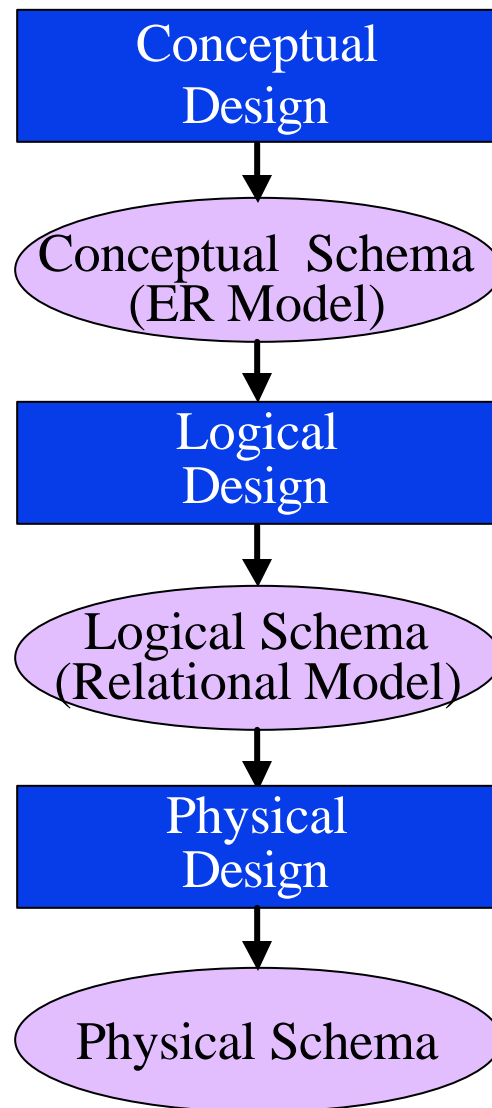 Conceptual
Design
Conceptual Schema
(ER Model)
Logical
Design
Logical Schema
(Relational Model)
Physical
Design
Physical Schema